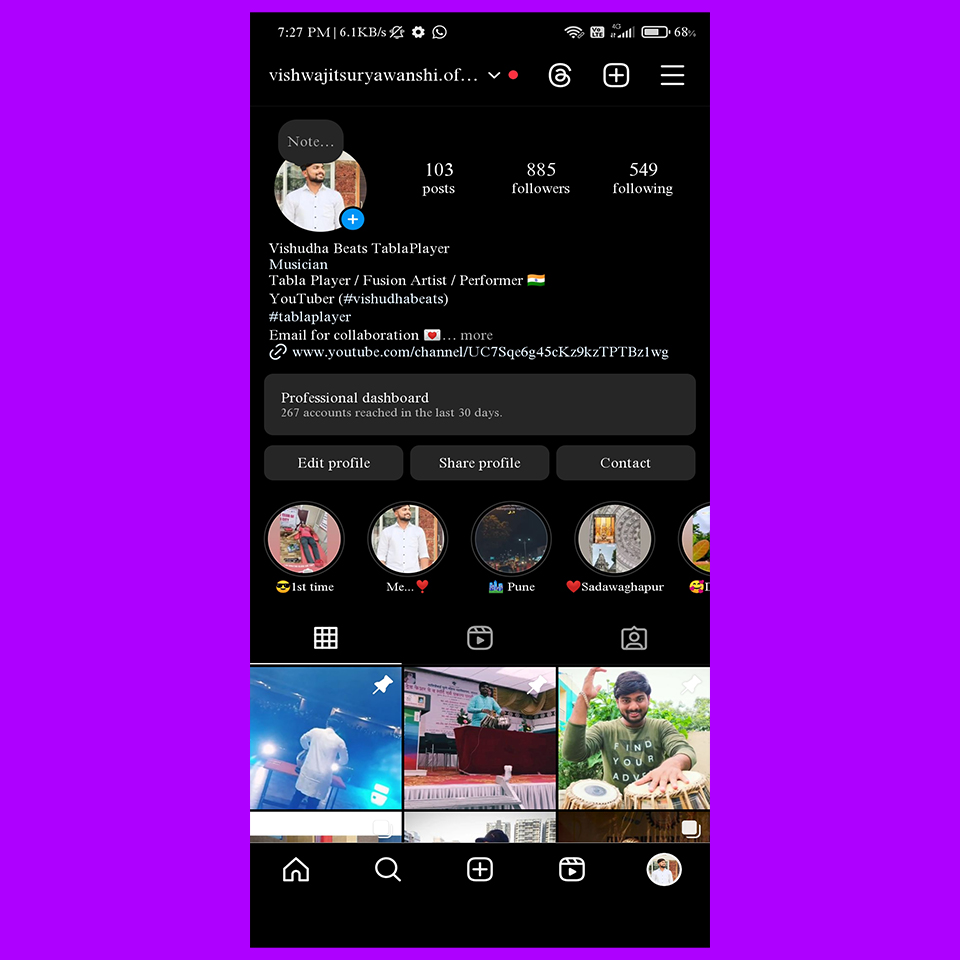 7:27 PM | 6.1KB/s
4G
68%
vishwajitsuryawanshi.of...
Note...
103
posts
885
followers
549
following
Vishudha Beats TablaPlayer
Musician
Tabla Player / Fusion Artist / Performer 🇮🇳
YouTuber (#vishudhabeats)
#tablaplayer
Email for collaboration 💌... more
www.youtube.com/channel/UC7Sqe6g45cKz9kzTPTBz1wg
Professional dashboard
267 accounts reached in the last 30 days.
Edit profile
Share profile
Contact
😎1st time
Me...❣️
🏙️ Pune
❤️Sadawaghapur
🥰D
FIND
YOUR
ADVE